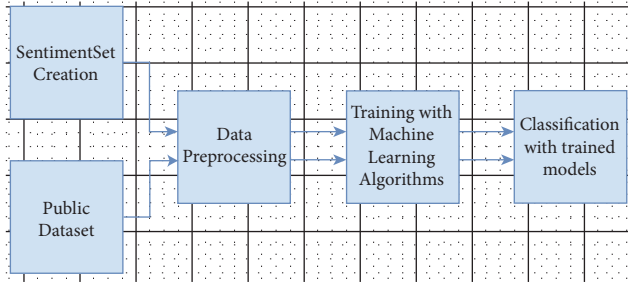 SentimentSet
Creation
Public
Dataset
Data
Preprocessing
Training with
Machine
Learning
Algorithms
Classification
with trained
models